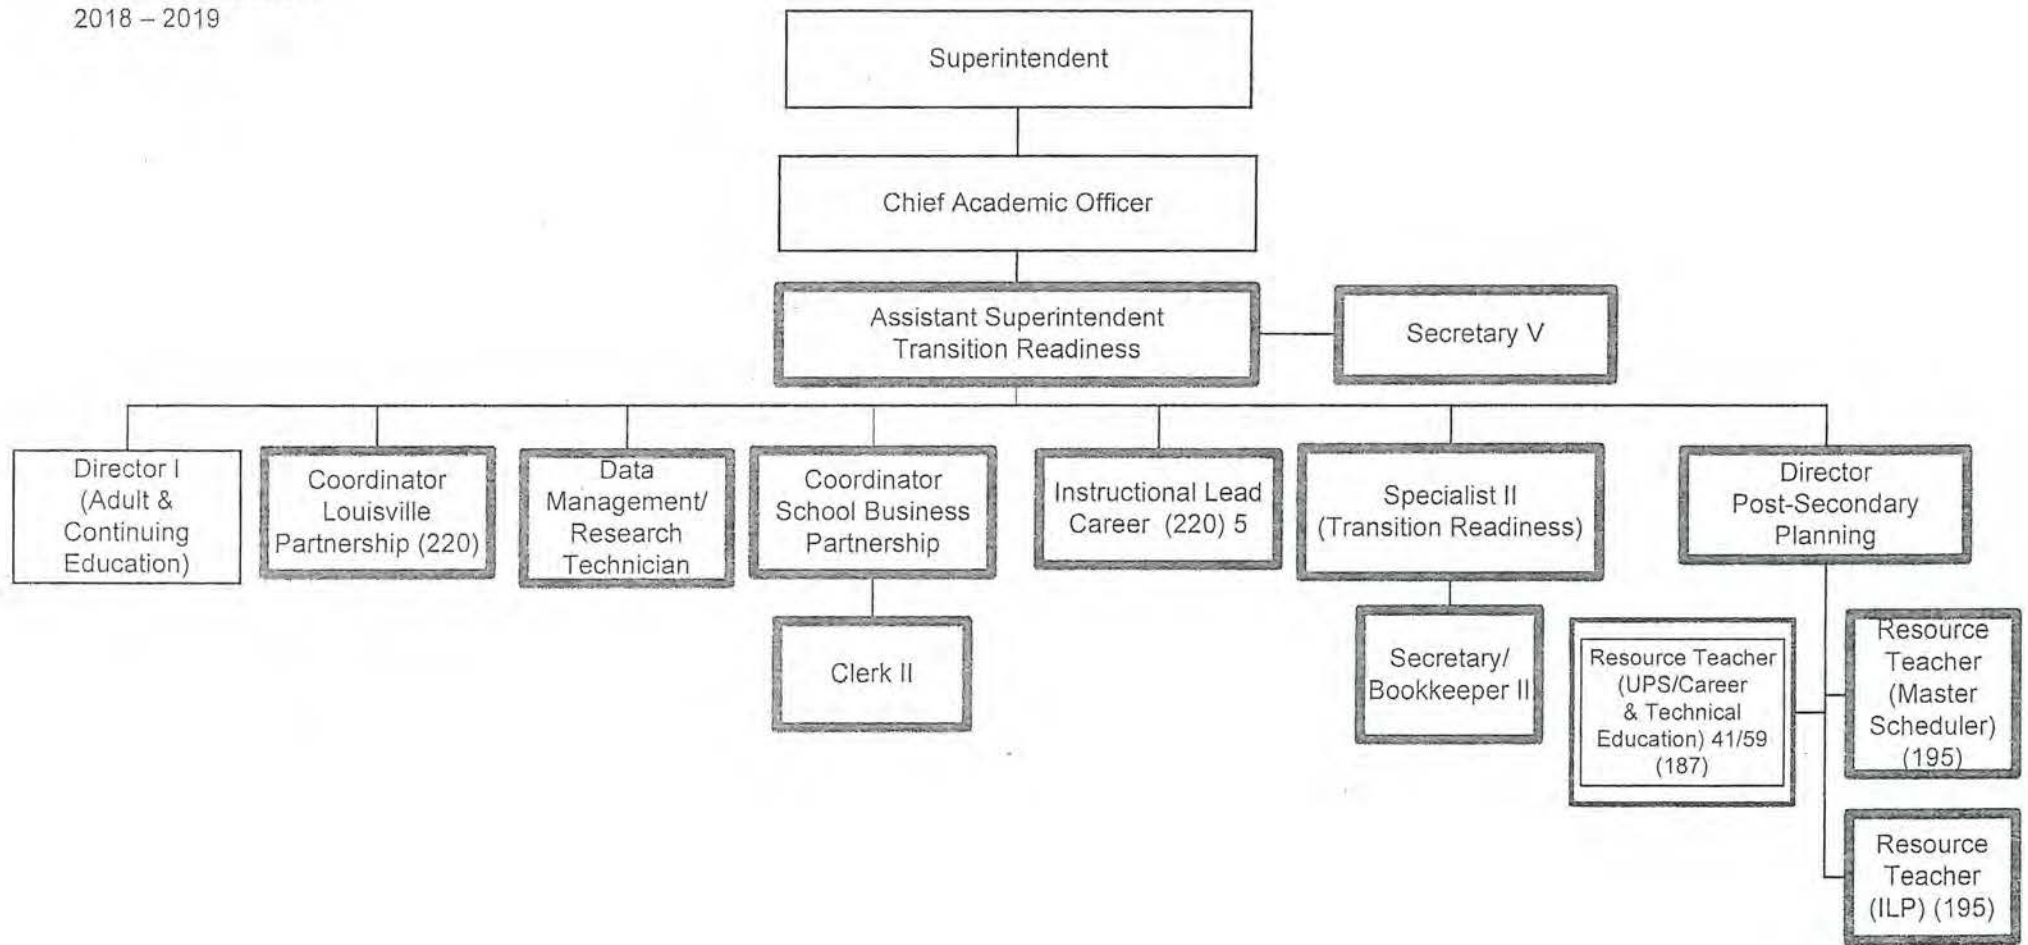 2018 – 2019
Superintendent
Chief Academic Officer
Assistant Superintendent
Transition Readiness
Secretary V
Director I
(Adult &
Continuing
Education)
Coordinator
Louisville
Partnership (220)
Data
Management/
Research
Technician
Coordinator
School Business
Partnership
Instructional Lead
Career (220) 5
Specialist II
(Transition Readiness)
Director
Post-Secondary
Planning
Clerk II
Secretary/
Bookkeeper II
Resource Teacher
(UPS/Career
& Technical
Education) 41/59
(187)
Resource
Teacher
(Master
Scheduler)
(195)
Resource
Teacher
(ILP) (195)